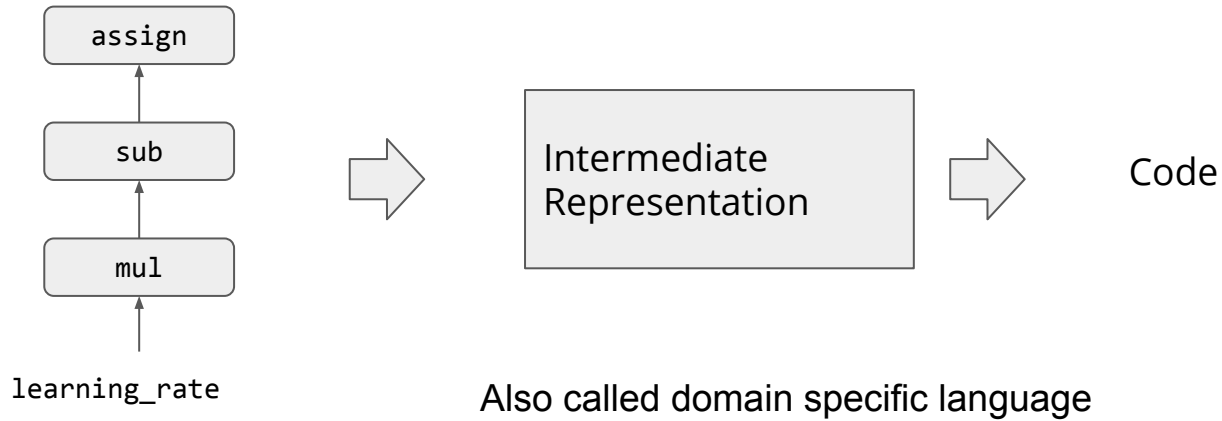 assign
sub
mul
learning_rate
Intermediate
Representation
Code
Also called domain specific language